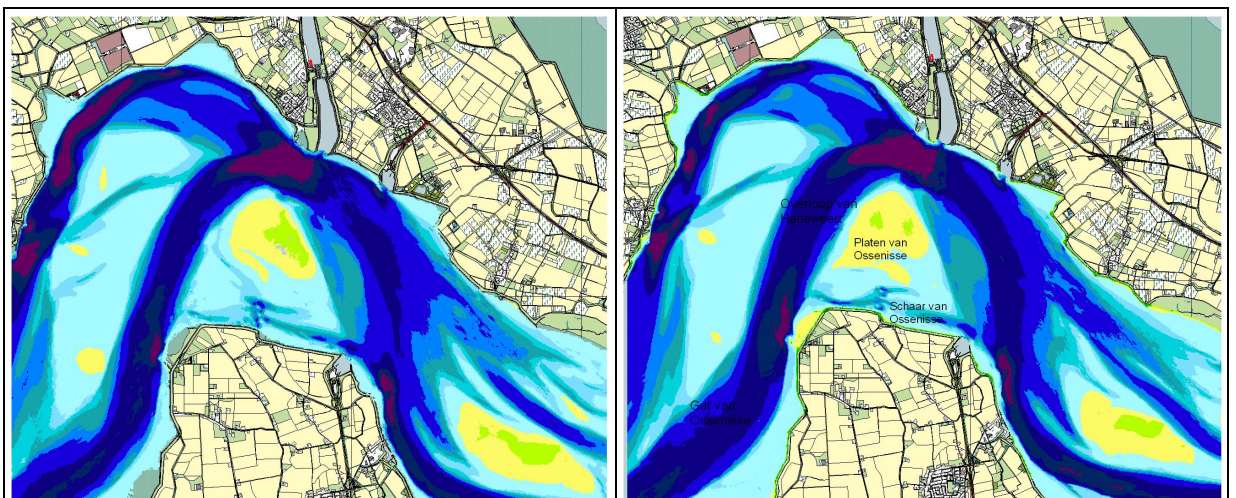 Overloop van
Hansweert
Platen van
Ossenisse
Schaar van
Ossenisse
Gat van
Ossenisse